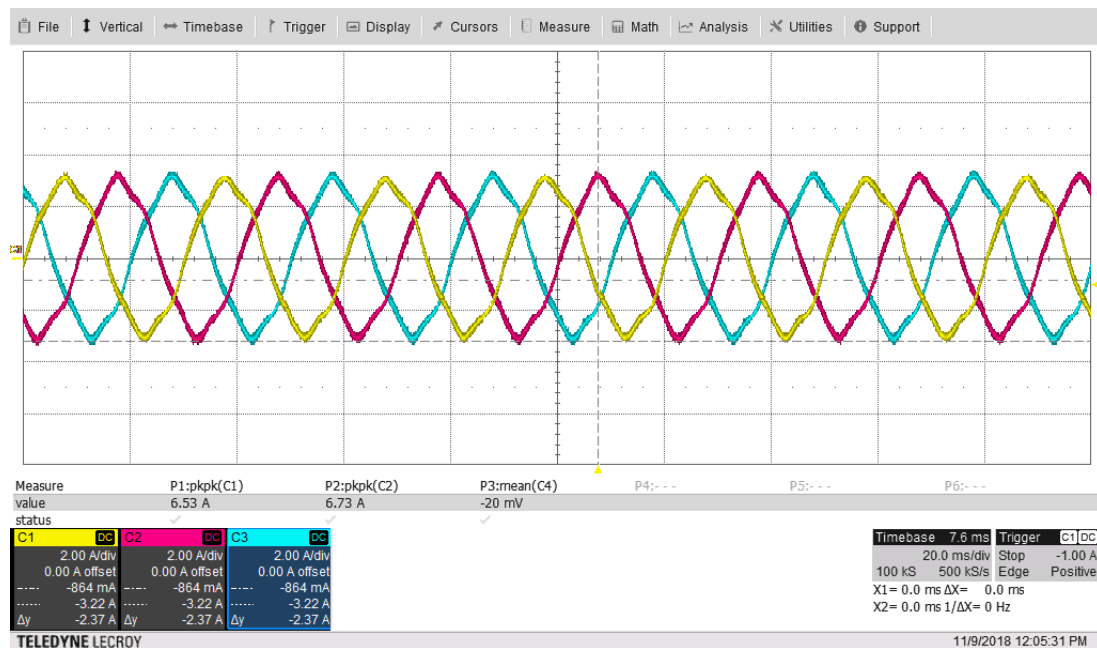 File Vertical Timebase Trigger Display Cursors Measure Math Analysis Utilities Support
Measure P1:pkpk(C1) P2:pkpk(C2) P3:mean(C4) P4:- - - P5:- - - P6:- - -
value 6.53 A 6.73 A -20 mV
status
C1 DC C2 DC C3 DC
2.00 A/div 2.00 A/div 2.00 A/div
0.00 A offset 0.00 A offset 0.00 A offset
-864 mA -864 mA -864 mA
-3.22 A -3.22 A -3.22 A
Δy -2.37 A Δy -2.37 A Δy -2.37 A
Timebase 7.6 ms Trigger C1 DC
20.0 ms/div Stop -1.00 A
100 kS 500 kS/s Edge Positive
X1= 0.0 ms ΔX= 0.0 ms
X2= 0.0 ms 1/ΔX= 0 Hz
TELEDYNE LECROY 11/9/2018 12:05:31 PM